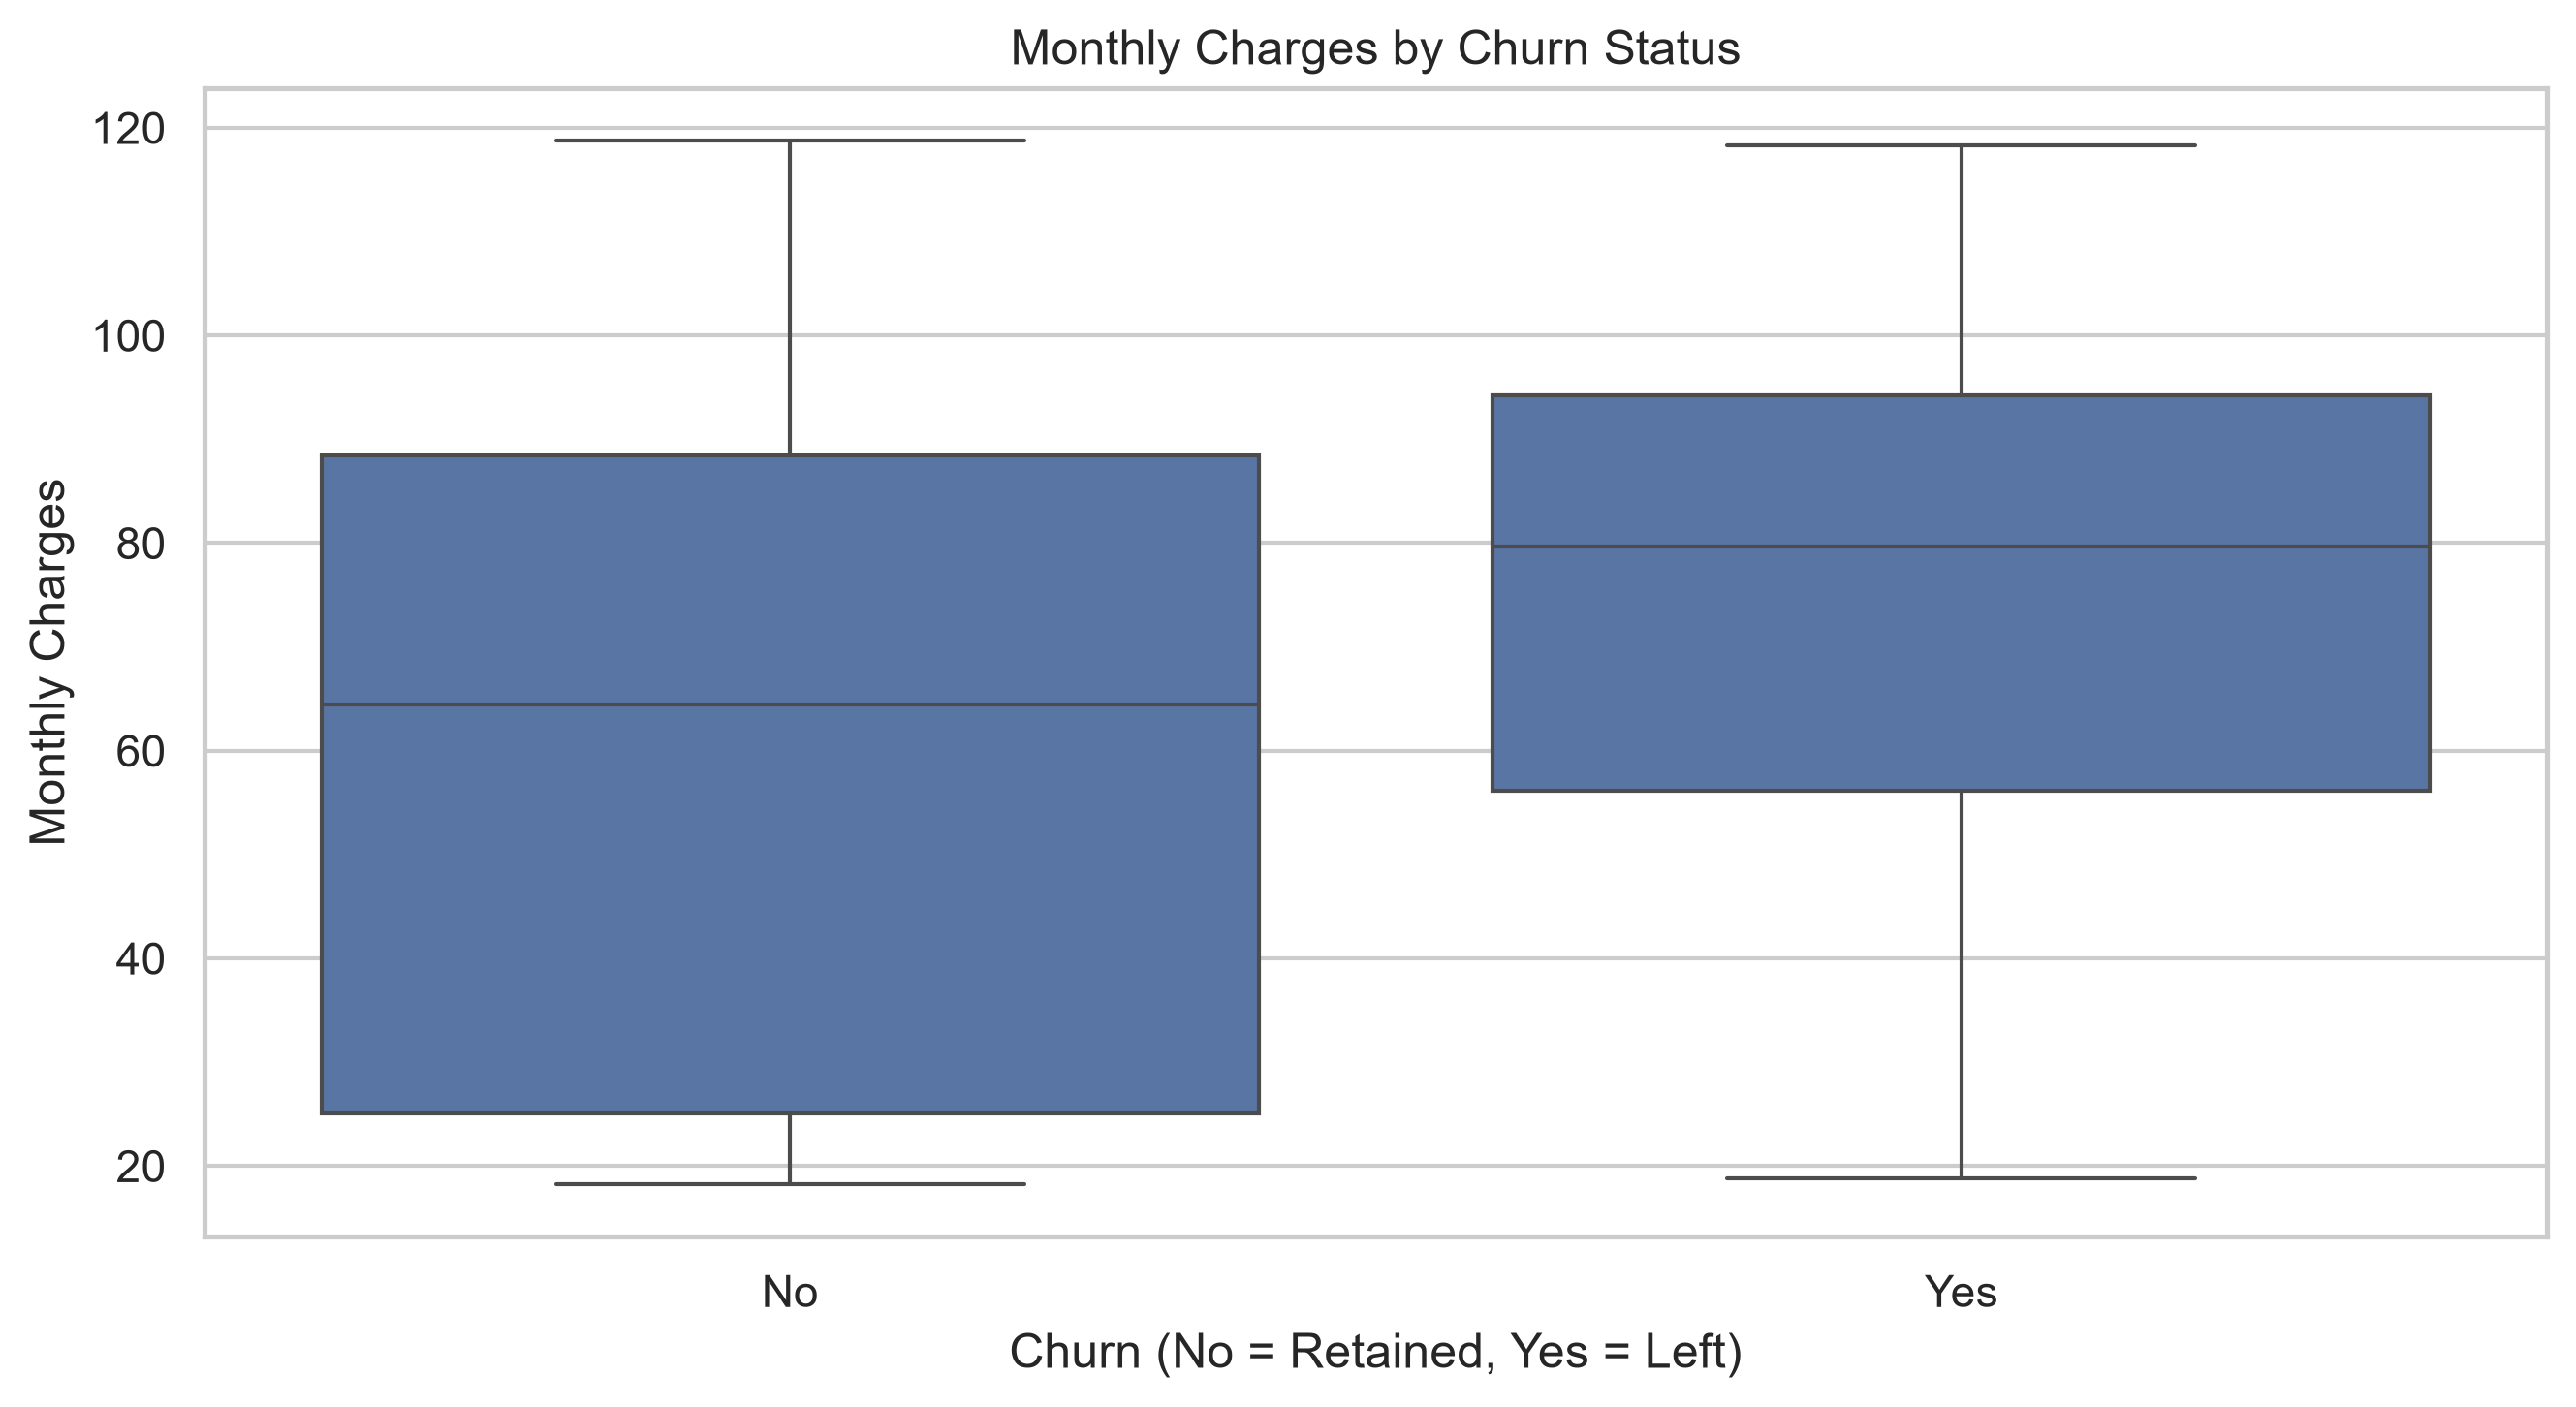 Monthly Charges by Churn Status
Monthly Charges
120
100
80
60
40
20
No
Yes
Churn (No = Retained, Yes = Left)